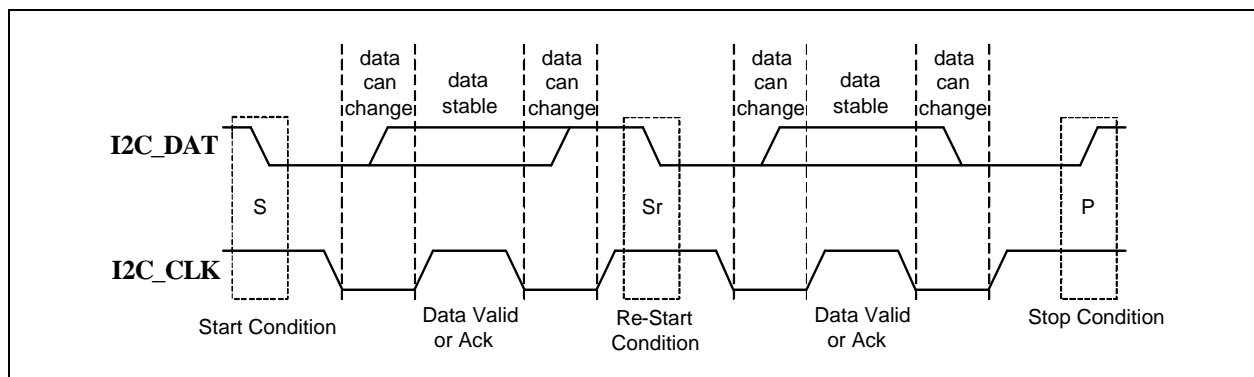 data
can
change
data
stable
data
can
change
data
can
change
data
stable
data
can
change
I2C_DAT
S
Sr
P
I2C_CLK
Start Condition
Data Valid
or Ack
Re-Start
Condition
Data Valid
or Ack
Stop Condition